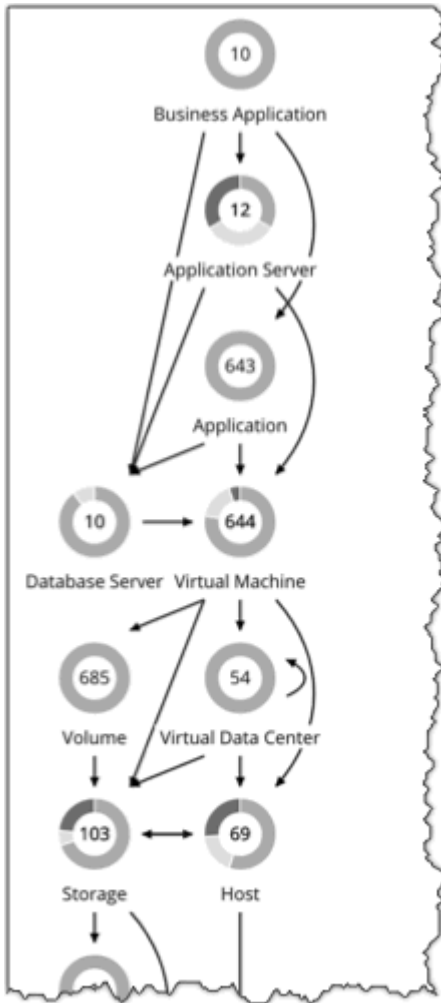 10
Business Application
12
Application Server
643
Application
10
644
Database Server
Virtual Machine
685
54
Volume
Virtual Data Center
103
69
Storage
Host